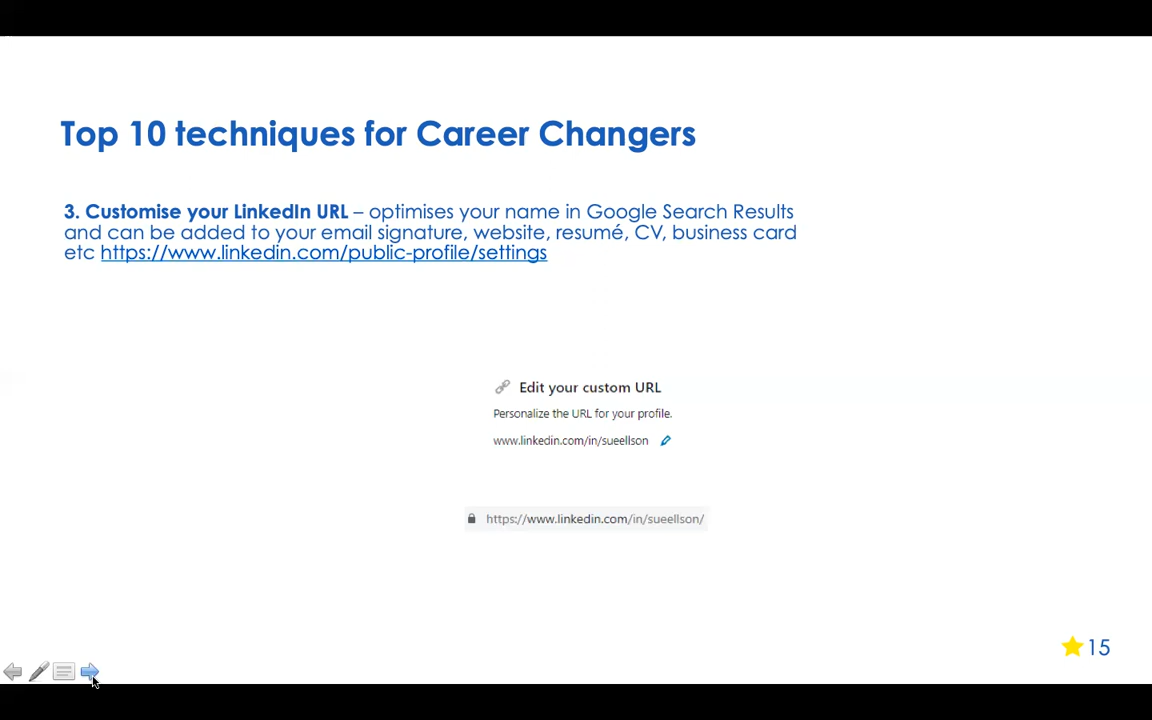 Top 10 techniques for Career Changers
3. Customise your LinkedIn URL – optimises your name in Google Search Results
and can be added to your email signature, website, resumé, CV, business card
etc https://www.linkedin.com/public-profile/settings
Edit your custom URL
Personalize the URL for your profile.
www.linkedin.com/in/sueellson
https://www.linkedin.com/in/sueellson/
15